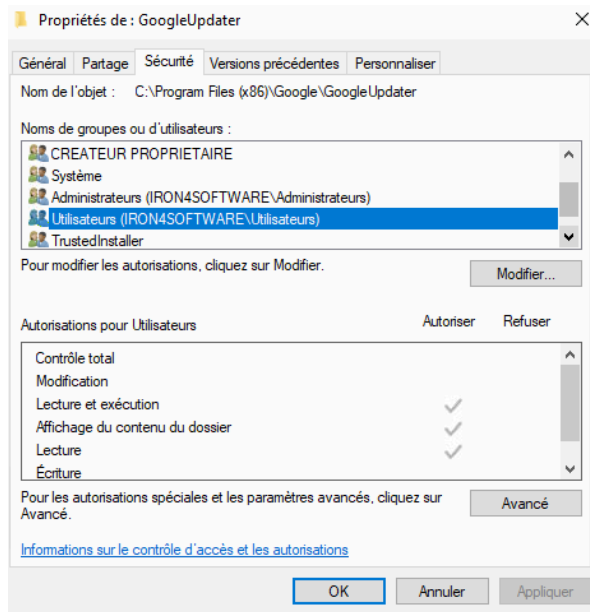 Propriétés de : GoogleUpdater
Général Partage Sécurité Versions précédentes Personnaliser
Nom de l'objet : C:\Program Files (x86)\Google\GoogleUpdater
Noms de groupes ou d'utilisateurs :
CREATEUR PROPRIETAIRE
Système
Administrateurs (IRON4SOFTWARE\Administrateurs)
Utilisateurs (IRON4SOFTWARE\Utilisateurs)
TrustedInstaller
Pour modifier les autorisations, cliquez sur Modifier.
Modifier...
Autorisations pour Utilisateurs Autoriser Refuser
Contrôle total
Modification
Lecture et exécution
Affichage du contenu du dossier
Lecture
Écriture
Pour les autorisations spéciales et les paramètres avancés, cliquez sur
Avancé.
Avancé
Informations sur le contrôle d'accès et les autorisations
OK Annuler Appliquer